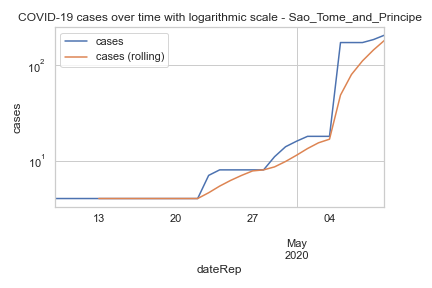 COVID-19 cases over time with logarithmic scale - Sao_Tome_and_Principe
cases
cases (rolling)
10²
10¹
cases
13 20 27 04
May
2020
dateRep